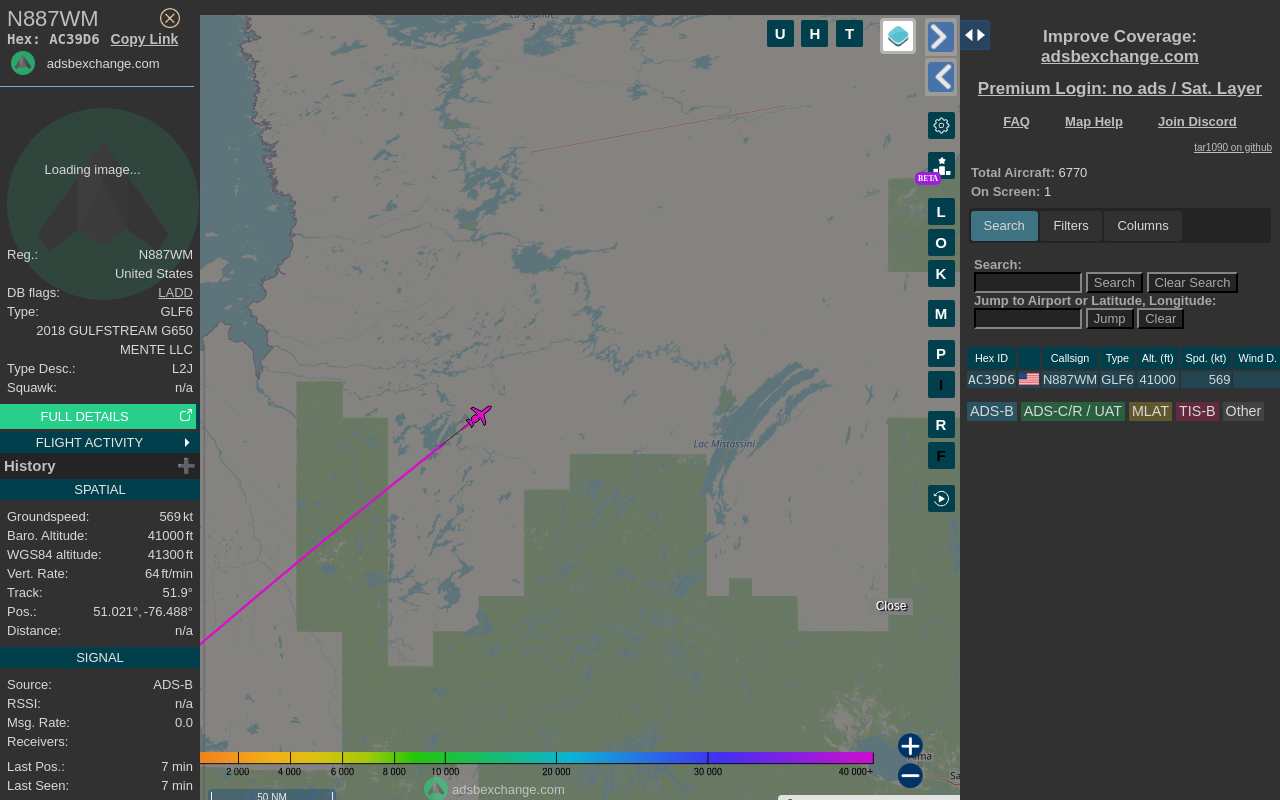 N887WM
Hex: AC39D6 Copy Link
adsbexchange.com
Loading image...
Reg.: N887WM
United States
DB flags: LADD
Type: GLF6
2018 GULFSTREAM G650
MENTE LLC
Type Desc.: L2J
Squawk: n/a
FULL DETAILS
FLIGHT ACTIVITY
History
SPATIAL
Groundspeed: 569 kt
Baro. Altitude: 41000 ft
WGS84 altitude: 41300 ft
Vert. Rate: 64 ft/min
Track: 51.9°
Pos.: 51.021°, -76.488°
Distance: n/a
SIGNAL
Source: ADS-B
RSSI: n/a
Msg. Rate: 0.0
Receivers:
Last Pos.: 7 min
Last Seen: 7 min
La Grande
3
U H T
BETA
L
O
K
M
P
I
R
F
Lac Mistassini
Close
Alma
2 000 4 000 6 000 8 000 10 000 20 000 30 000 40 000+
adsbexchange.com
50 NM
Improve Coverage:
adsbexchange.com
Premium Login: no ads / Sat. Layer
FAQ Map Help Join Discord
tar1090 on github
Total Aircraft: 6770
On Screen: 1
Search Filters Columns
Search:
Search Clear Search
Jump to Airport or Latitude, Longitude:
Jump Clear
Hex ID Callsign Type Alt. (ft) Spd. (kt) Wind D.
AC39D6 N887WM GLF6 41000 569
ADS-B ADS-C/R / UAT MLAT TIS-B Other